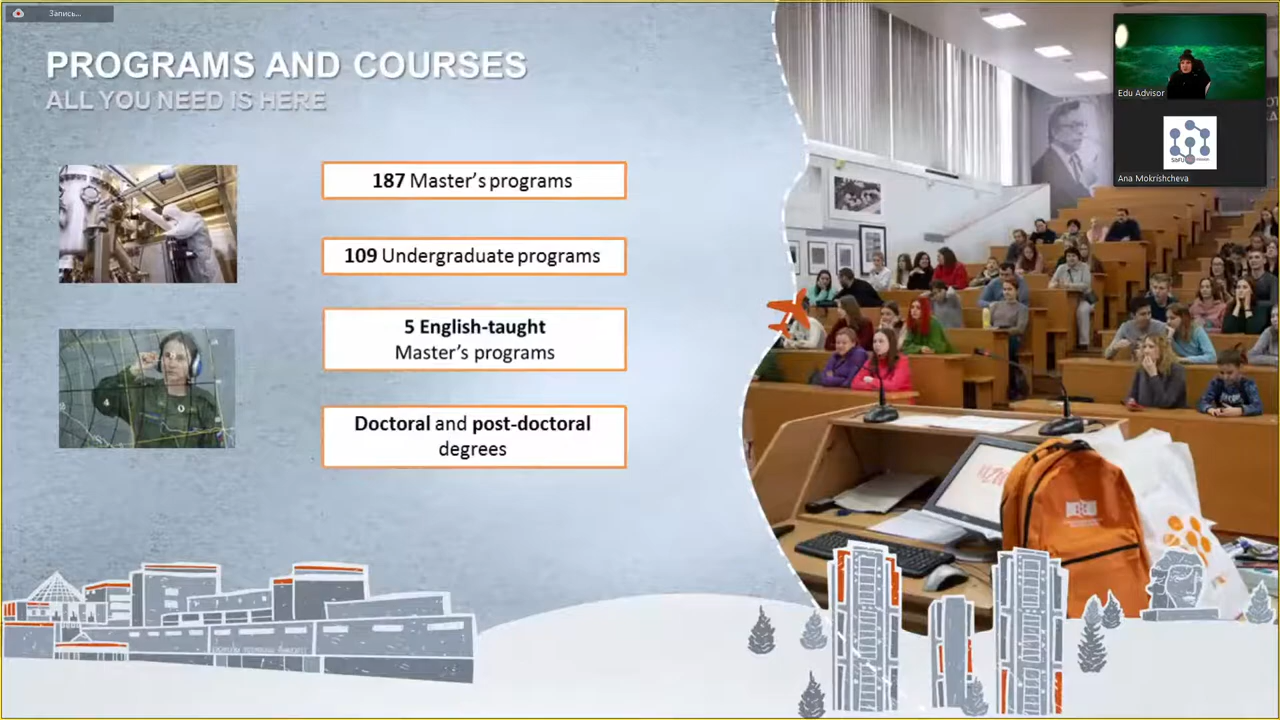 Запись...
PROGRAMS AND COURSES
ALL YOU NEED IS HERE
187 Master's programs
109 Undergraduate programs
5 English-taught
Master's programs
Doctoral and post-doctoral
degrees
Edu Advisor
SibFU
Ana Mokrishcheva